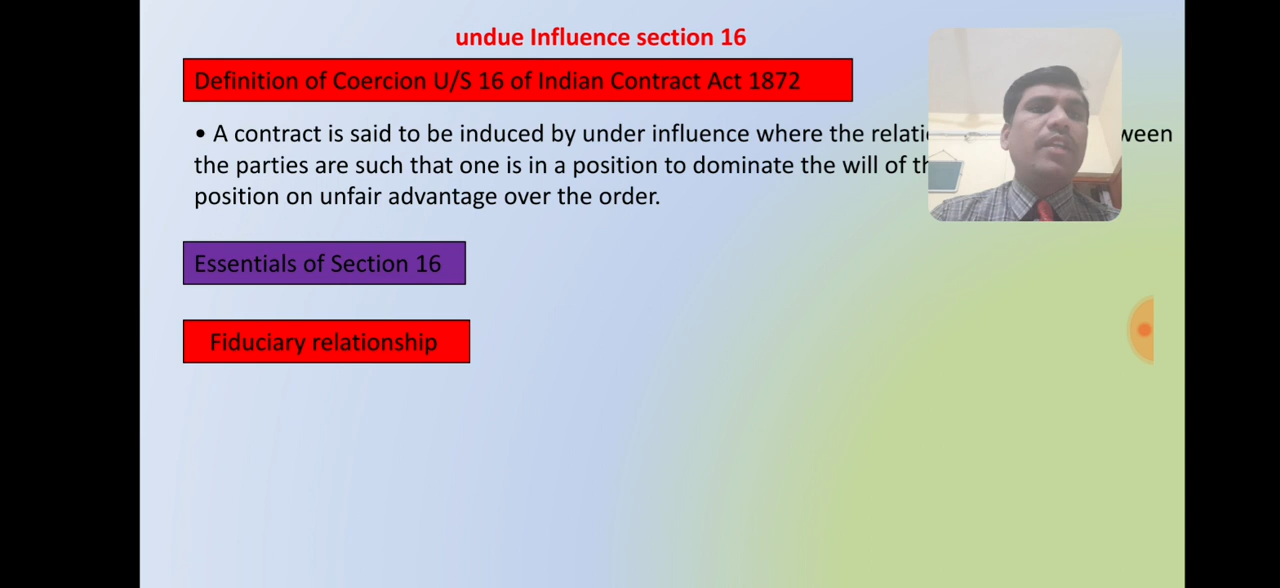 undue Influence section 16
Definition of Coercion U/S 16 of Indian Contract Act 1872
• A contract is said to be induced by under influence where the
the parties are such that one is in a position to dominate the will of
position on unfair advantage over the order.
Essentials of Section 16
Fiduciary relationship